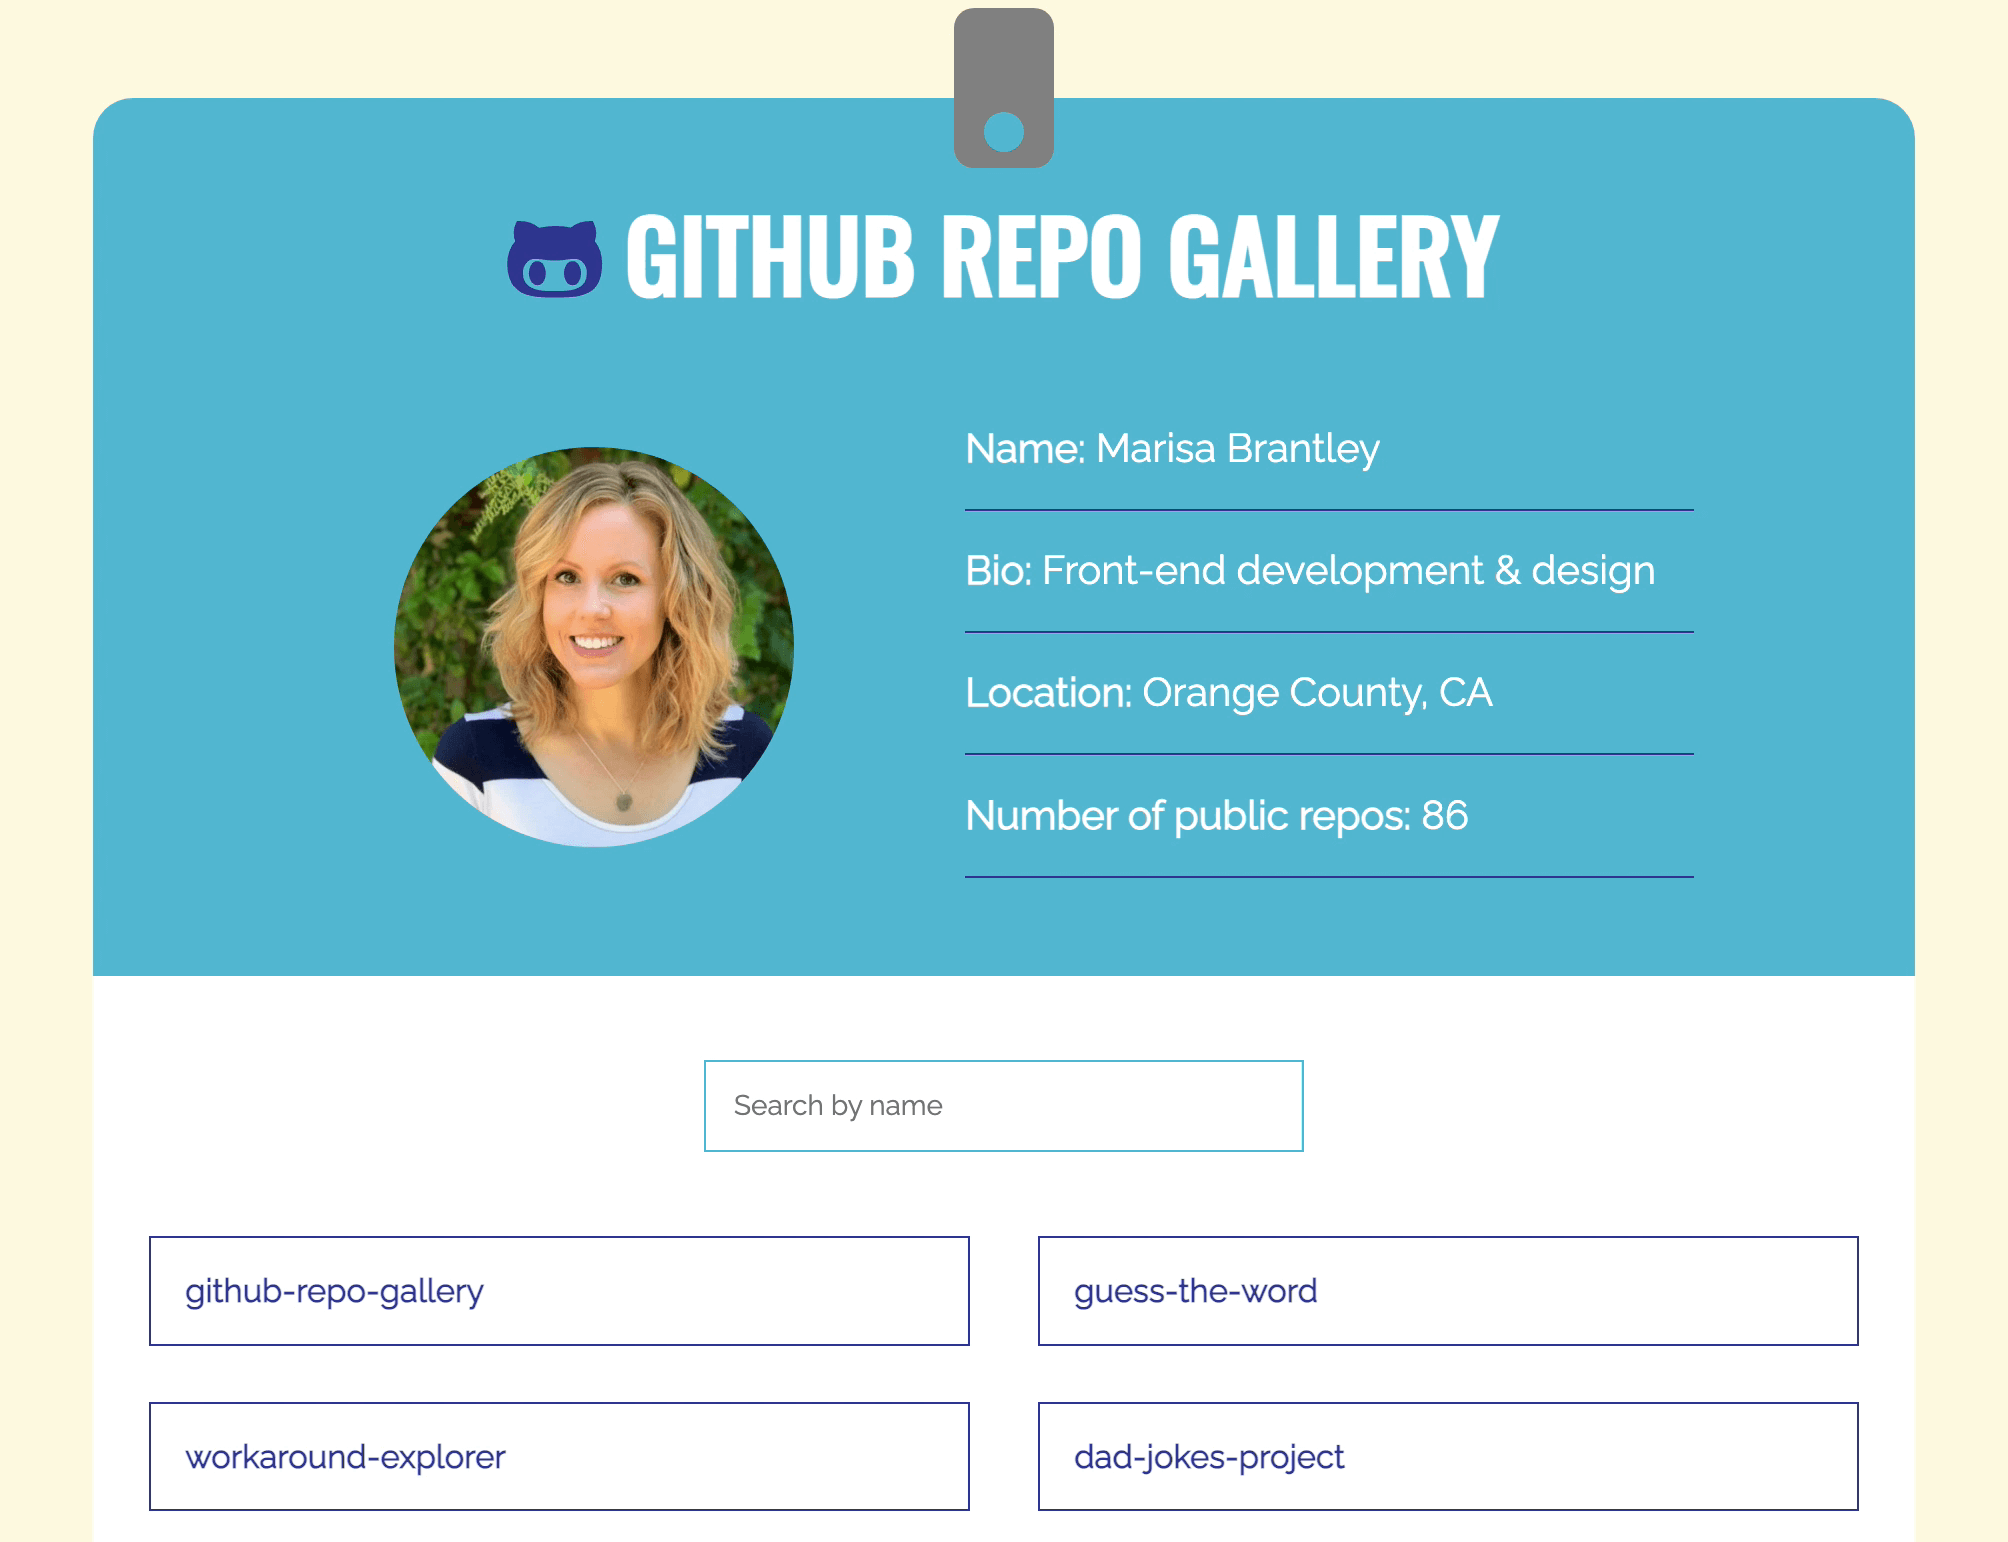 GITHUB REPO GALLERY
Name: Marisa Brantley
Bio: Front-end development & design
Location: Orange County, CA
Number of public repos: 86
Search by name
github-repo-gallery
guess-the-word
workaround-explorer
dad-jokes-project